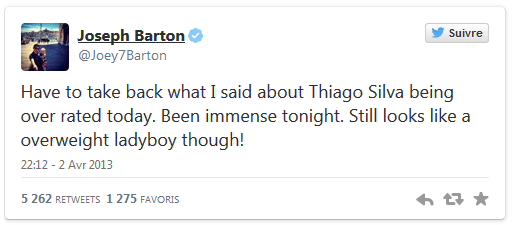 Joseph Barton
@Joey7Barton
Suivre
Have to take back what I said about Thiago Silva being
over rated today. Been immense tonight. Still looks like a
overweight ladyboy though!
22:12 - 2 Avr 2013
5 262 RETWEETS 1 275 FAVORIS